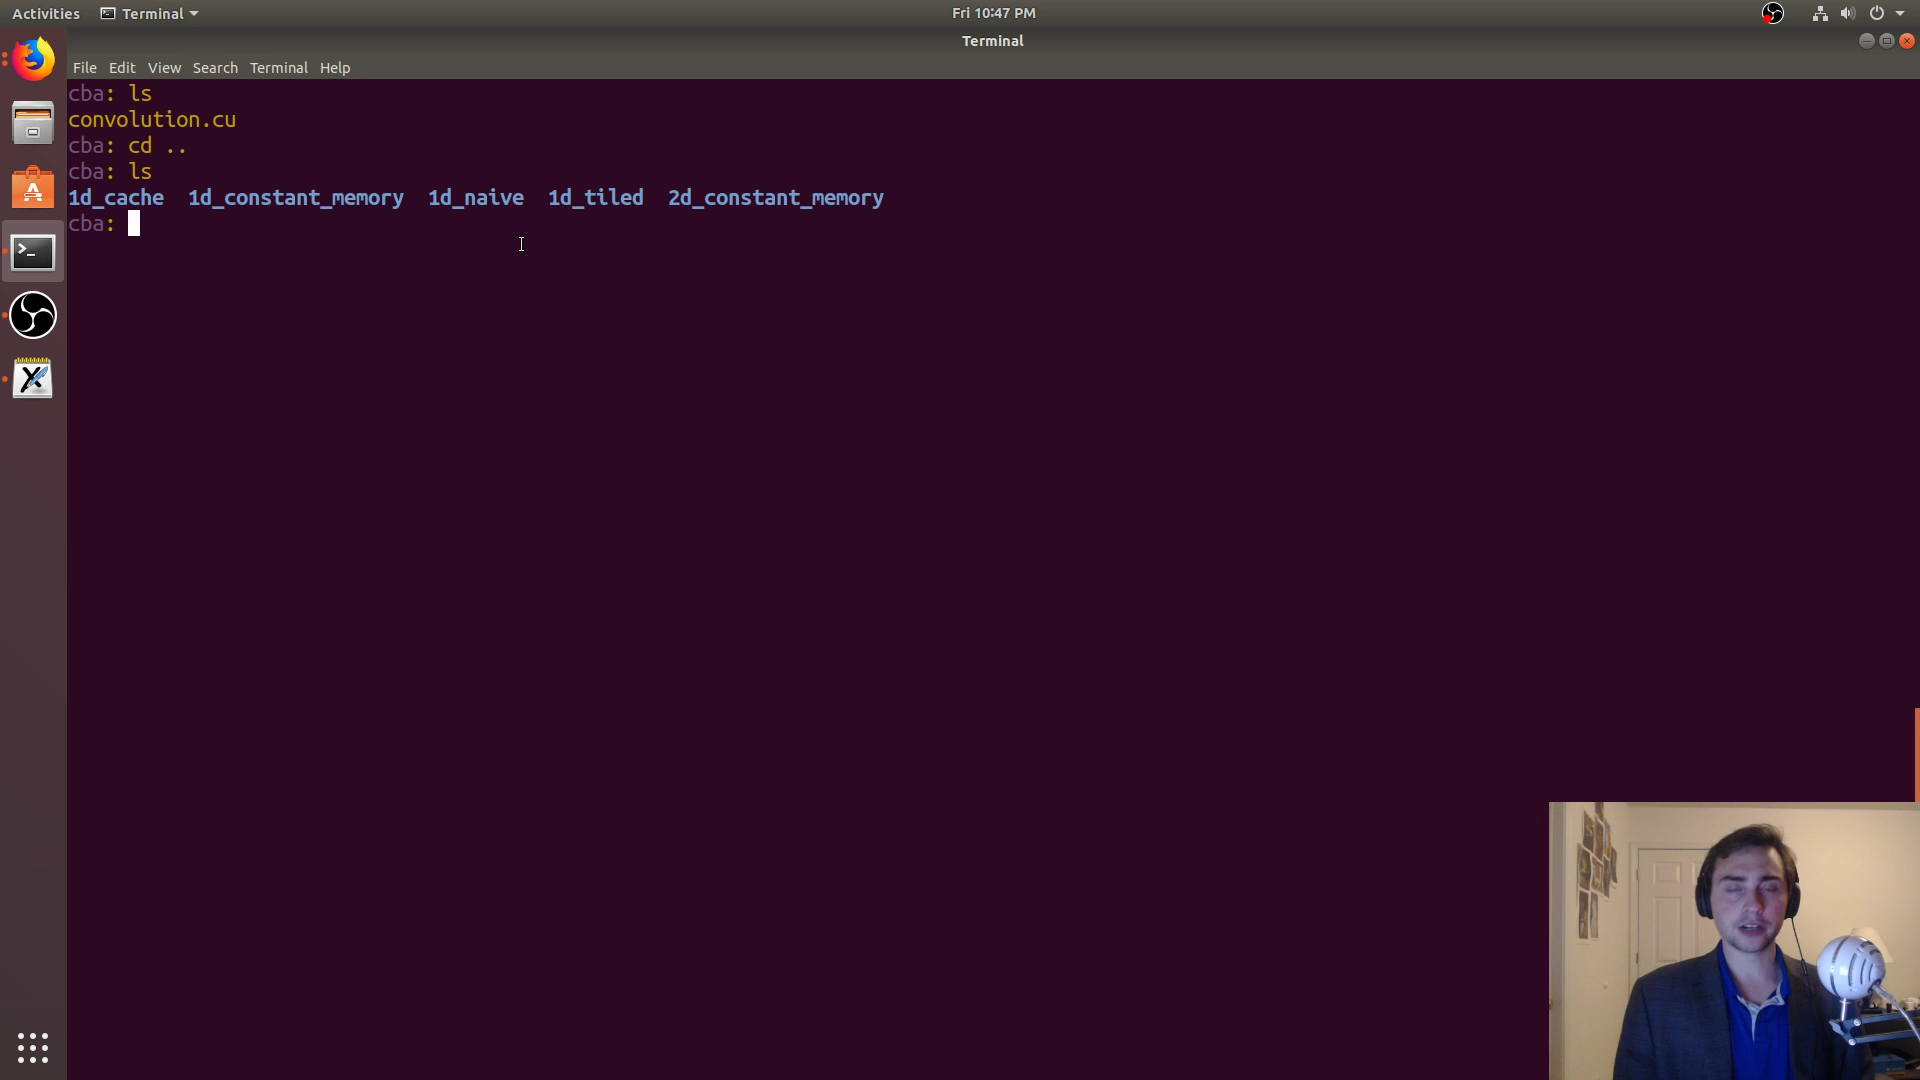 Activities Terminal Fri 10:47 PM
Terminal
File Edit View Search Terminal Help
cba: ls
convolution.cu
cba: cd ..
cba: ls
1d_cache 1d_constant_memory 1d_naive 1d_tiled 2d_constant_memory
cba: